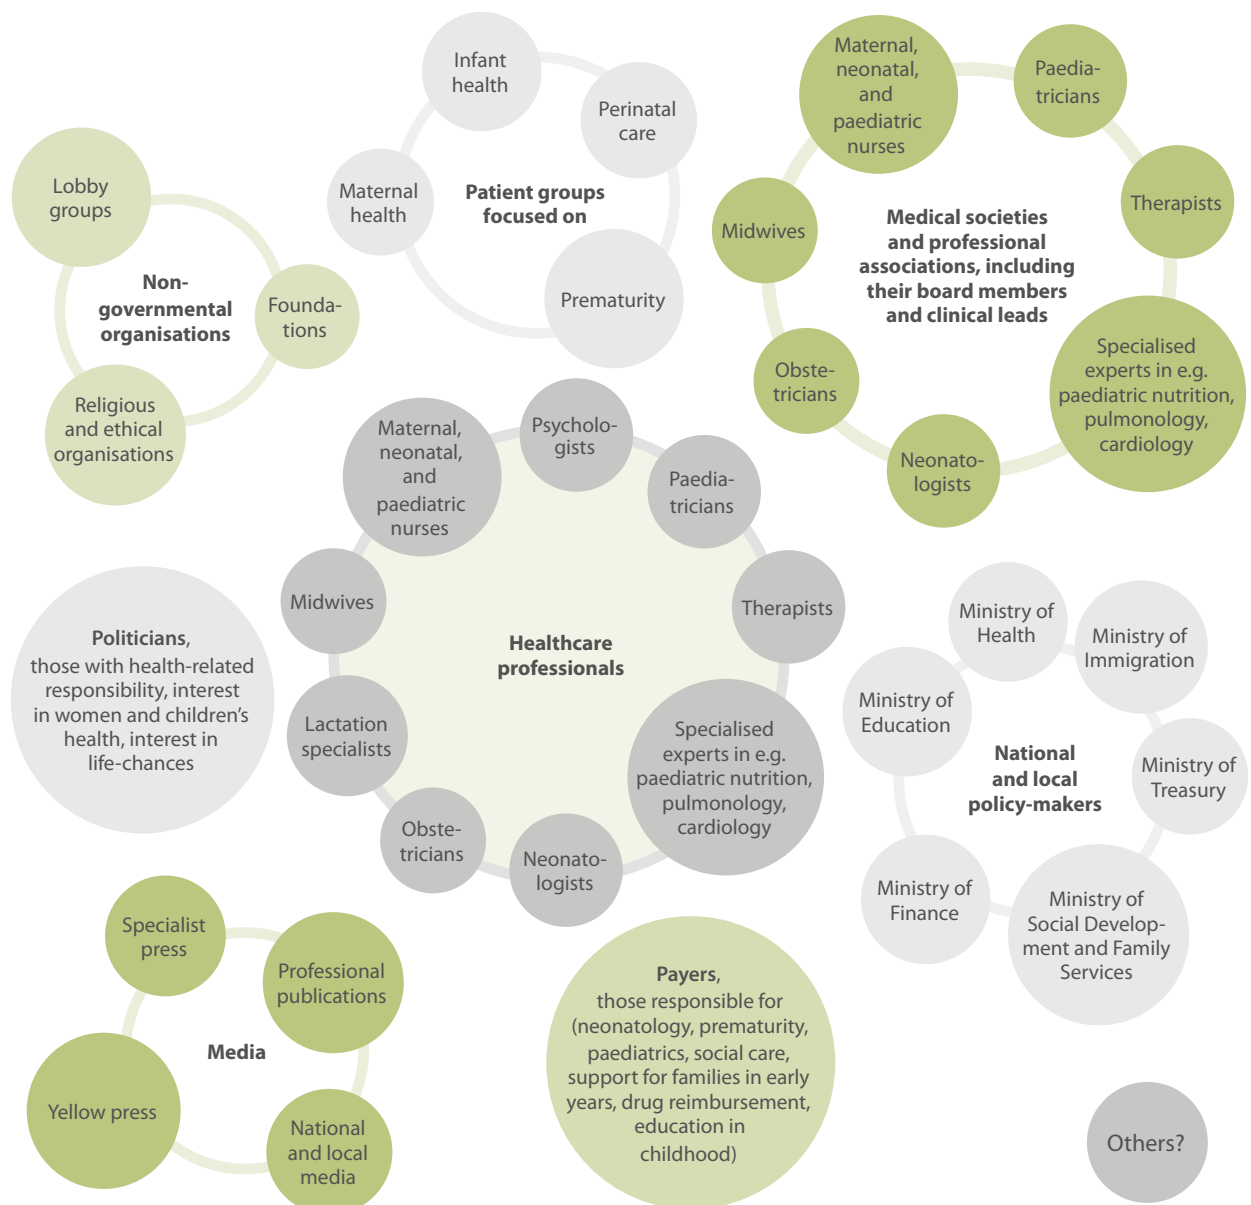 Infant
health
Perinatal
care
Maternal
health
Prematurity
Patient groups
focused on
Lobby
groups
Founda-
tions
Religious
and ethical
organisations
Non-
governmental
organisations
Maternal,
neonatal,
and
paediatric
nurses
Paedia-
tricians
Therapists
Specialised
experts in e.g.
paediatric nutrition,
pulmonology,
cardiology
Neonato-
logists
Obste-
tricians
Midwives
Medical societies
and professional
associations, including
their board members
and clinical leads
Maternal,
neonatal,
and
paediatric
nurses
Psycholo-
gists
Paedia-
tricians
Therapists
Specialised
experts in e.g.
paediatric nutrition,
pulmonology,
cardiology
Neonato-
logists
Obste-
tricians
Lactation
specialists
Midwives
Healthcare
professionals
Politicians,
those with health-related
responsibility, interest
in women and children’s
health, interest in
life-chances
Ministry of
Health
Ministry of
Immigration
Ministry of
Treasury
Ministry of
Social Develop-
ment and Family
Services
Ministry of
Finance
Ministry of
Education
National
and local
policy-makers
Specialist
press
Professional
publications
National
and local
media
Yellow press
Media
Payers,
those responsible for
(neonatology, prematurity,
paediatrics, social care,
support for families in early
years, drug reimbursement,
education in
childhood)
Others?